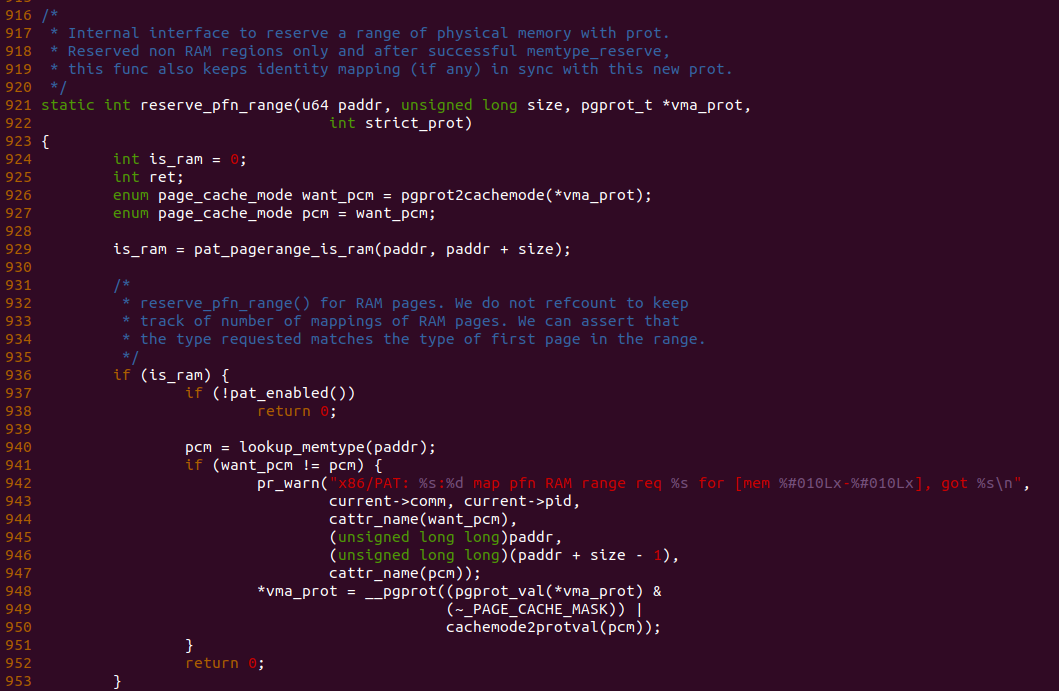 916 /*
917  * Internal interface to reserve a range of physical memory with prot.
918  * Reserved non RAM regions only and after successful memtype_reserve,
919  * this func also keeps identity mapping (if any) in sync with this new prot.
920  */
921 static int reserve_pfn_range(u64 paddr, unsigned long size, pgprot_t *vma_prot,
922                                 int strict_prot)
923 {
924         int is_ram = 0;
925         int ret;
926         enum page_cache_mode want_pcm = pgprot2cachemode(*vma_prot);
927         enum page_cache_mode pcm = want_pcm;
928
929         is_ram = pat_pagerange_is_ram(paddr, paddr + size);
930
931         /*
932          * reserve_pfn_range() for RAM pages. We do not refcount to keep
933          * track of number of mappings of RAM pages. We can assert that
934          * the type requested matches the type of first page in the range.
935          */
936         if (is_ram) {
937                 if (!pat_enabled())
938                         return 0;
939
940                 pcm = lookup_memtype(paddr);
941                 if (want_pcm != pcm) {
942                         pr_warn("x86/PAT: %s:%d map pfn RAM range req %s for [mem %#010Lx-%#010Lx], got %s\n",
943                                 current->comm, current->pid,
944                                 cattr_name(want_pcm),
945                                 (unsigned long long)paddr,
946                                 (unsigned long long)(paddr + size - 1),
947                                 cattr_name(pcm));
948                         *vma_prot = __pgprot((pgprot_val(*vma_prot) &
949                                              (~_PAGE_CACHE_MASK)) |
950                                              cachemode2protval(pcm));
951                 }
952                 return 0;
953         }